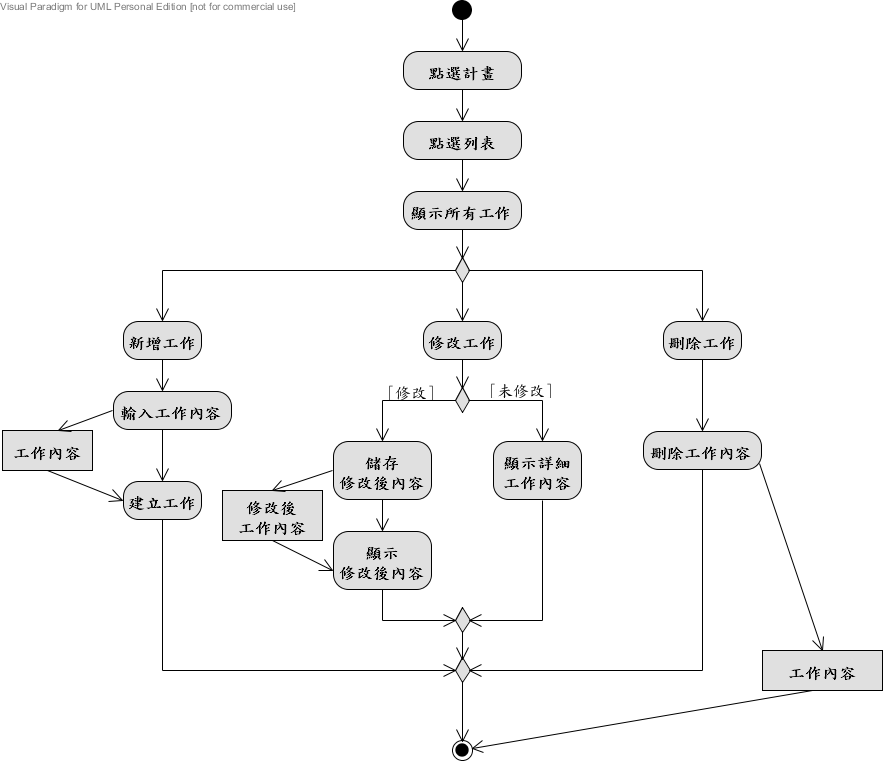 Visual Paradigm for UML Personal Edition [not for commercial use]
點選計畫
點選列表
顯示所有工作
新增工作
修改工作
刪除工作
[修改]
[未修改]
輸入工作內容
工作內容
建立工作
儲存
修改後內容
修改後
工作內容
顯示
修改後內容
顯示詳細
工作內容
刪除工作內容
工作內容